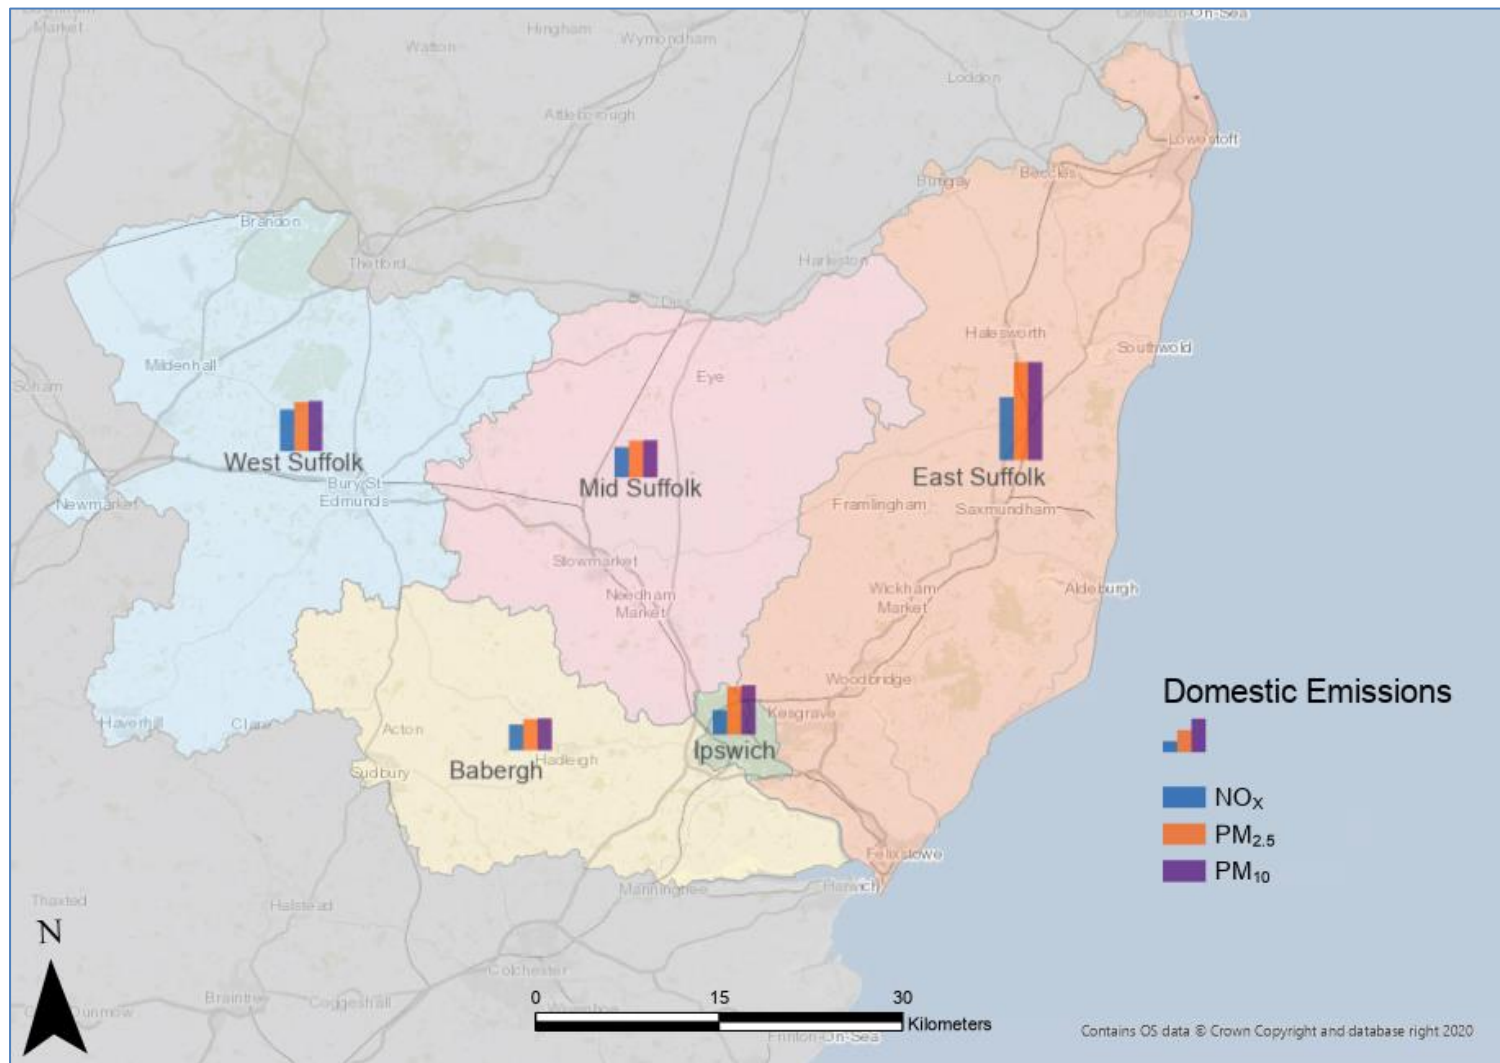 Market
Hingham
Wymondham
Watton
Loddon
Attleborough
Lowestoft
Bungay
Beccles
Brandon
Thetford
Harleston
Diss
Halesworth
Southwold
Mildenhall
Eye
Soham
West Suffolk
Mid Suffolk
East Suffolk
Bury St
Edmunds
Newmarket
Framlingham
Saxmundham
Stowmarket
Needham
Market
Wickham
Market
Aldeburgh
Woodbridge
Domestic Emissions
Haverhill
Clare
Acton
Kesgrave
Ipswich
Hadleigh
Babergh
Sudbury
NOX
PM2.5
PM10
Felixstowe
Manningtree
Harwich
Thaxted
Halstead
N
Colchester
Braintree
Coggeshall
Dunmow
0 15 30
Kilometers
Frinton-On-Sea
Contains OS data © Crown Copyright and database right 2020